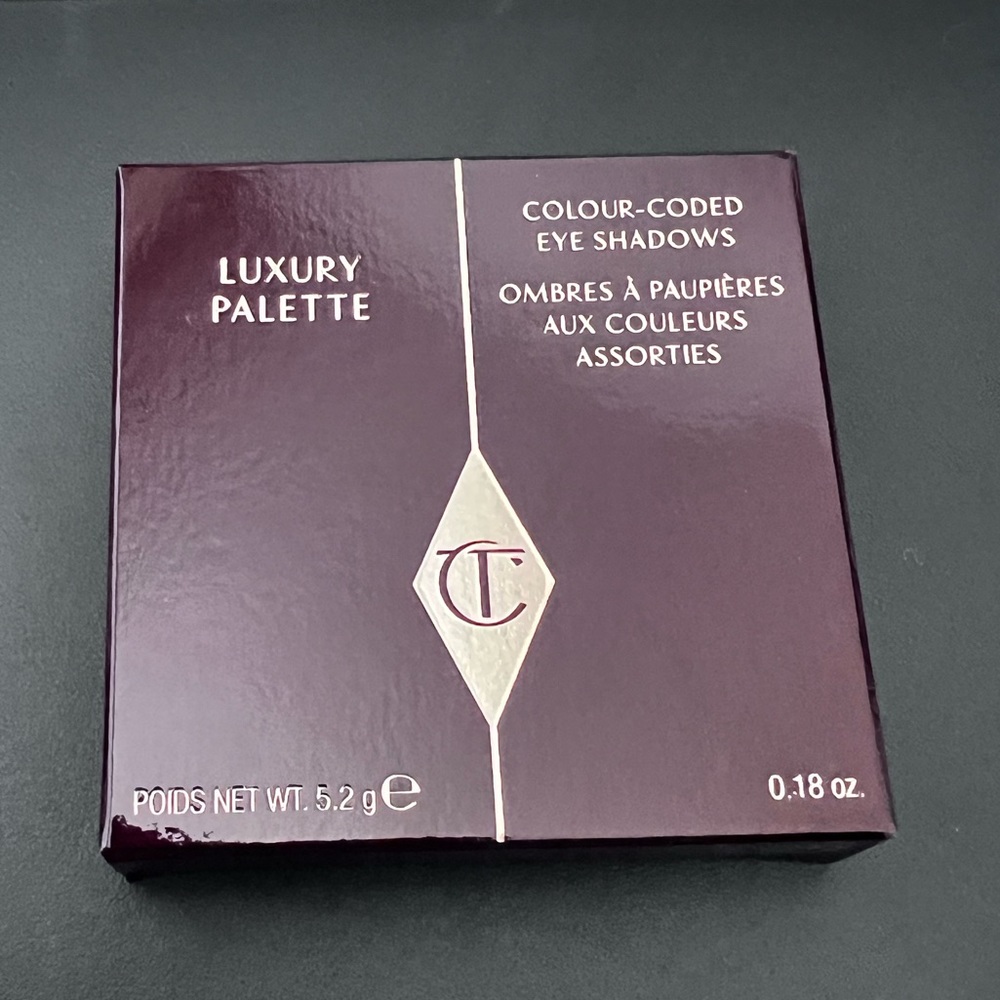 LUXURY
PALETTE
COLOUR-CODED
EYE SHADOWS
OMBRES À PAUPIÈRES
AUX COULEURS
ASSORTIES
CT
POIDS NET WT. 5.2 g ℮
0.18 oz.